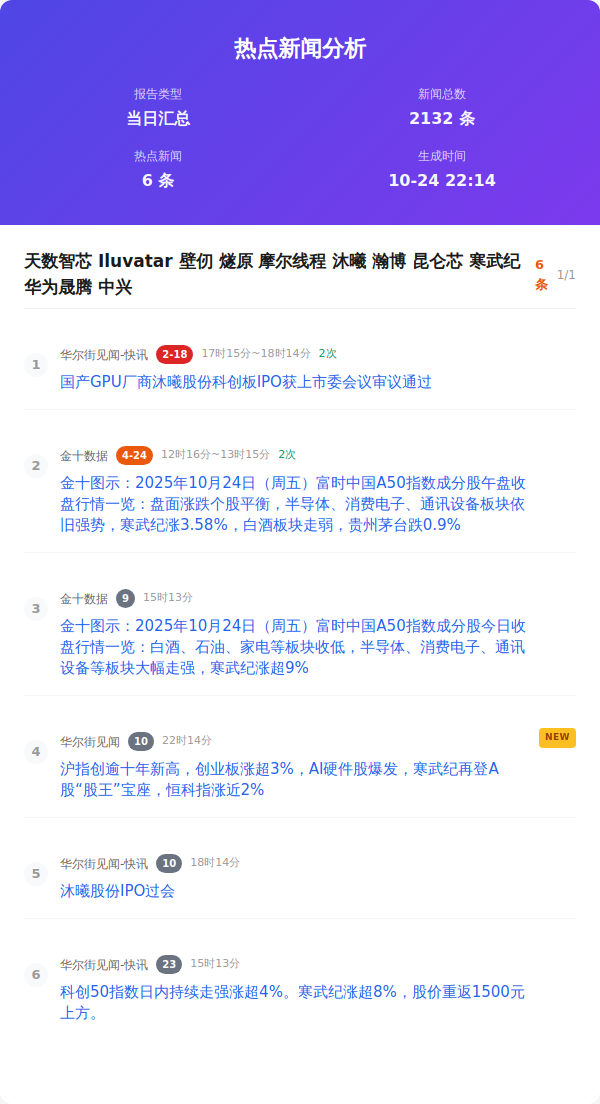 热点新闻分析
报告类型
新闻总数
当日汇总
2132 条
热点新闻
生成时间
6 条
10-24 22:14
天数智芯 Iluvatar 壁仞 燧原 摩尔线程 沐曦 瀚博 昆仑芯 寒武纪
华为晟腾 中兴
6
条
1/1
1
华尔街见闻-快讯 2-18 17时15分~18时14分 2次
国产GPU厂商沐曦股份科创板IPO获上市委会议审议通过
2
金十数据 4-24 12时16分~13时15分 2次
金十图示：2025年10月24日（周五）富时中国A50指数成分股午盘收
盘行情一览：盘面涨跌个股平衡，半导体、消费电子、通讯设备板块依
旧强势，寒武纪涨3.58%，白酒板块走弱，贵州茅台跌0.9%
3
金十数据 9 15时13分
金十图示：2025年10月24日（周五）富时中国A50指数成分股今日收
盘行情一览：白酒、石油、家电等板块收低，半导体、消费电子、通讯
设备等板块大幅走强，寒武纪涨超9%
4
华尔街见闻 10 22时14分
NEW
沪指创逾十年新高，创业板涨超3%，AI硬件股爆发，寒武纪再登A
股“股王”宝座，恒科指涨近2%
5
华尔街见闻-快讯 10 18时14分
沐曦股份IPO过会
6
华尔街见闻-快讯 23 15时13分
科创50指数日内持续走强涨超4%。寒武纪涨超8%，股价重返1500元
上方。